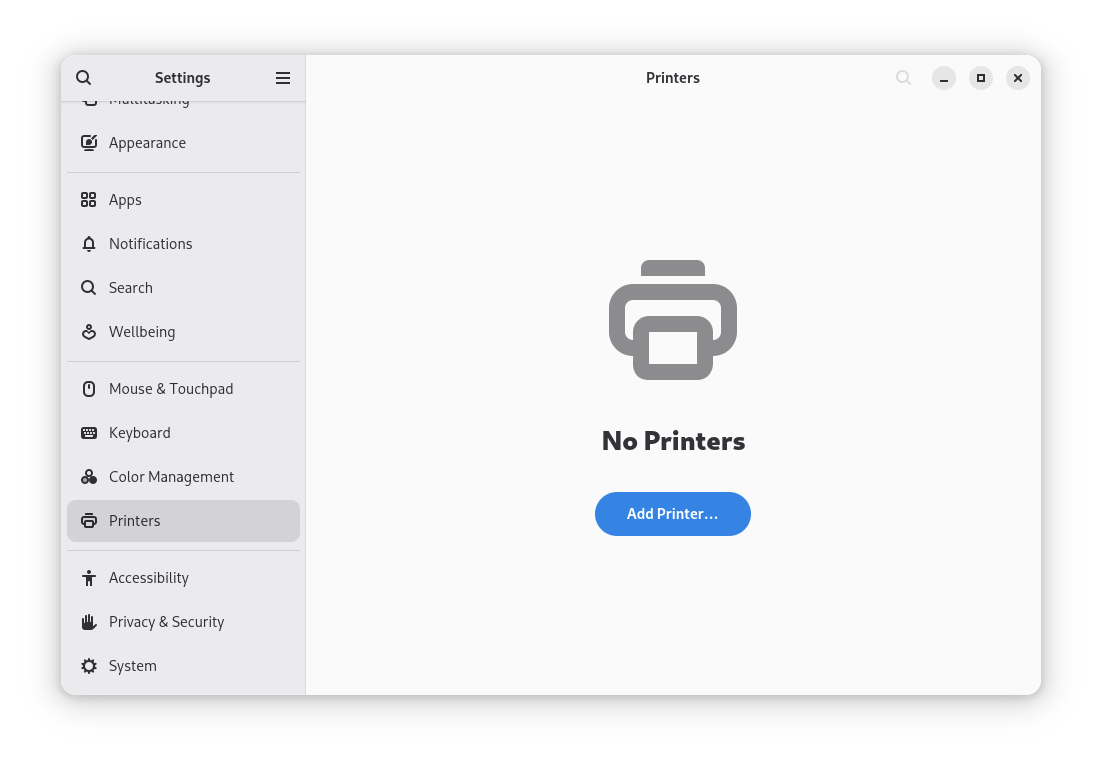 Settings
Printers
Multitasking
Appearance
Apps
Notifications
Search
Wellbeing
Mouse & Touchpad
Keyboard
Color Management
Printers
Accessibility
Privacy & Security
System
No Printers
Add Printer…